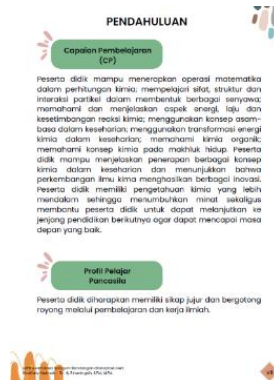 PENDAHULUAN
Capaian Pembelajaran
(CP)
Peserta didik mampu menerapkan operasi matematika
dalam perhitungan kimia; mempelajari sifat, struktur dan
interaksi partikel dalam membentuk berbagai senyawa;
memahami dan menjelaskan aspek energi, laju dan
kesetimbangan reaksi kimia; menggunakan konsep asam-
basa dalam keseharian; menggunakan transformasi energi
kimia dalam keseharian; memahami kimia organik;
memahami konsep kimia pada makhluk hidup. Peserta
didik mampu menjelaskan penerapan berbagai konsep
kimia dalam keseharian dan menunjukkan bahwa
perkembangan ilmu kimia menghasilkan berbagai inovasi.
Peserta didik memiliki pengetahuan kimia yang lebih
mendalam sehingga menumbuhkan minat sekaligus
membantu peserta didik untuk dapat melanjutkan ke
jenjang pendidikan berikutnya agar dapat mencapai masa
depan yang baik.
Profil Pelajar
Pancasila
Peserta didik diharapkan memiliki sikap jujur dan bergotong
royong melalui pembelajaran dan kerja ilmiah.